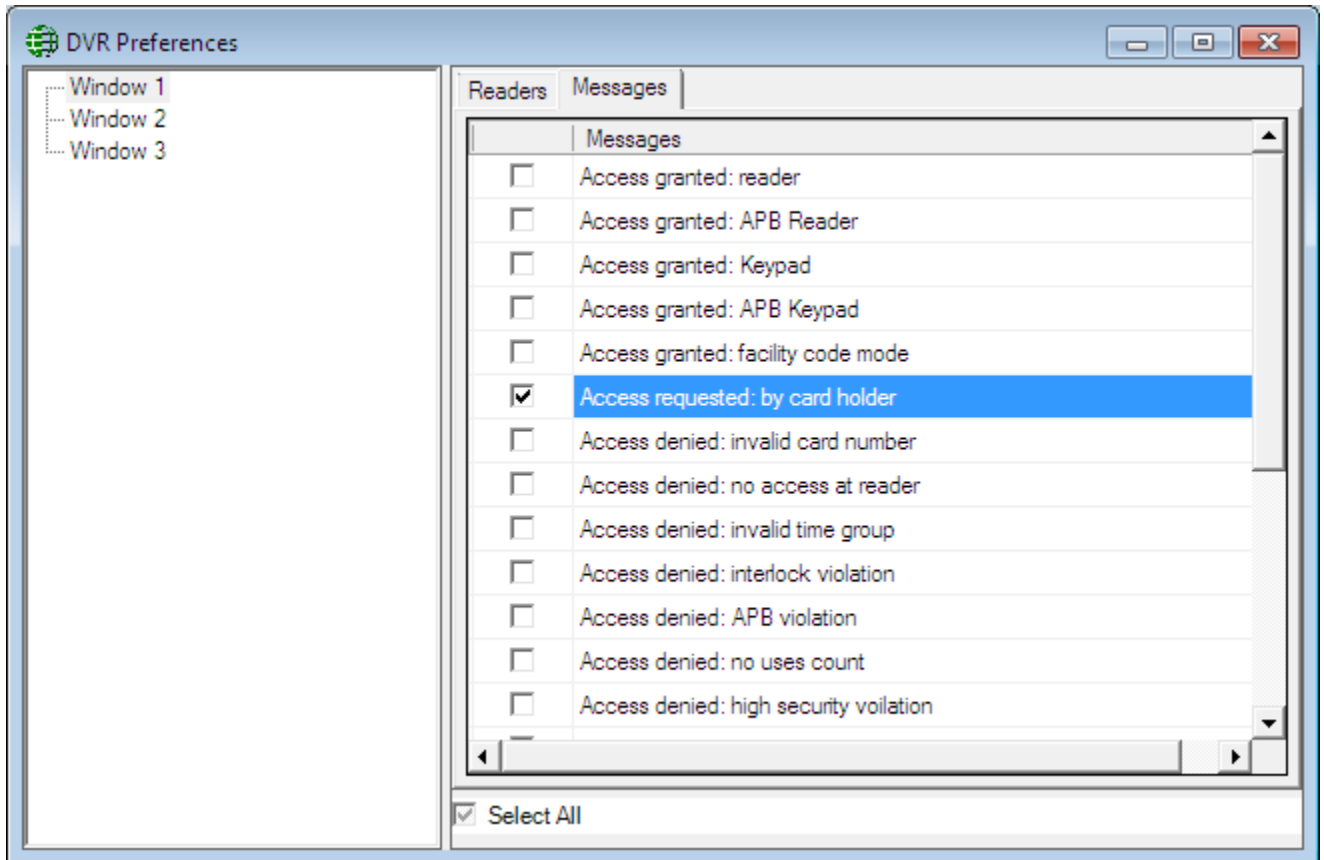 DVR Preferences
Window 1
Window 2
Window 3
Readers
Messages
Messages
Access granted: reader
Access granted: APB Reader
Access granted: Keypad
Access granted: APB Keypad
Access granted: facility code mode
Access requested: by card holder
Access denied: invalid card number
Access denied: no access at reader
Access denied: invalid time group
Access denied: interlock violation
Access denied: APB violation
Access denied: no uses count
Access denied: high security voilation
Select All